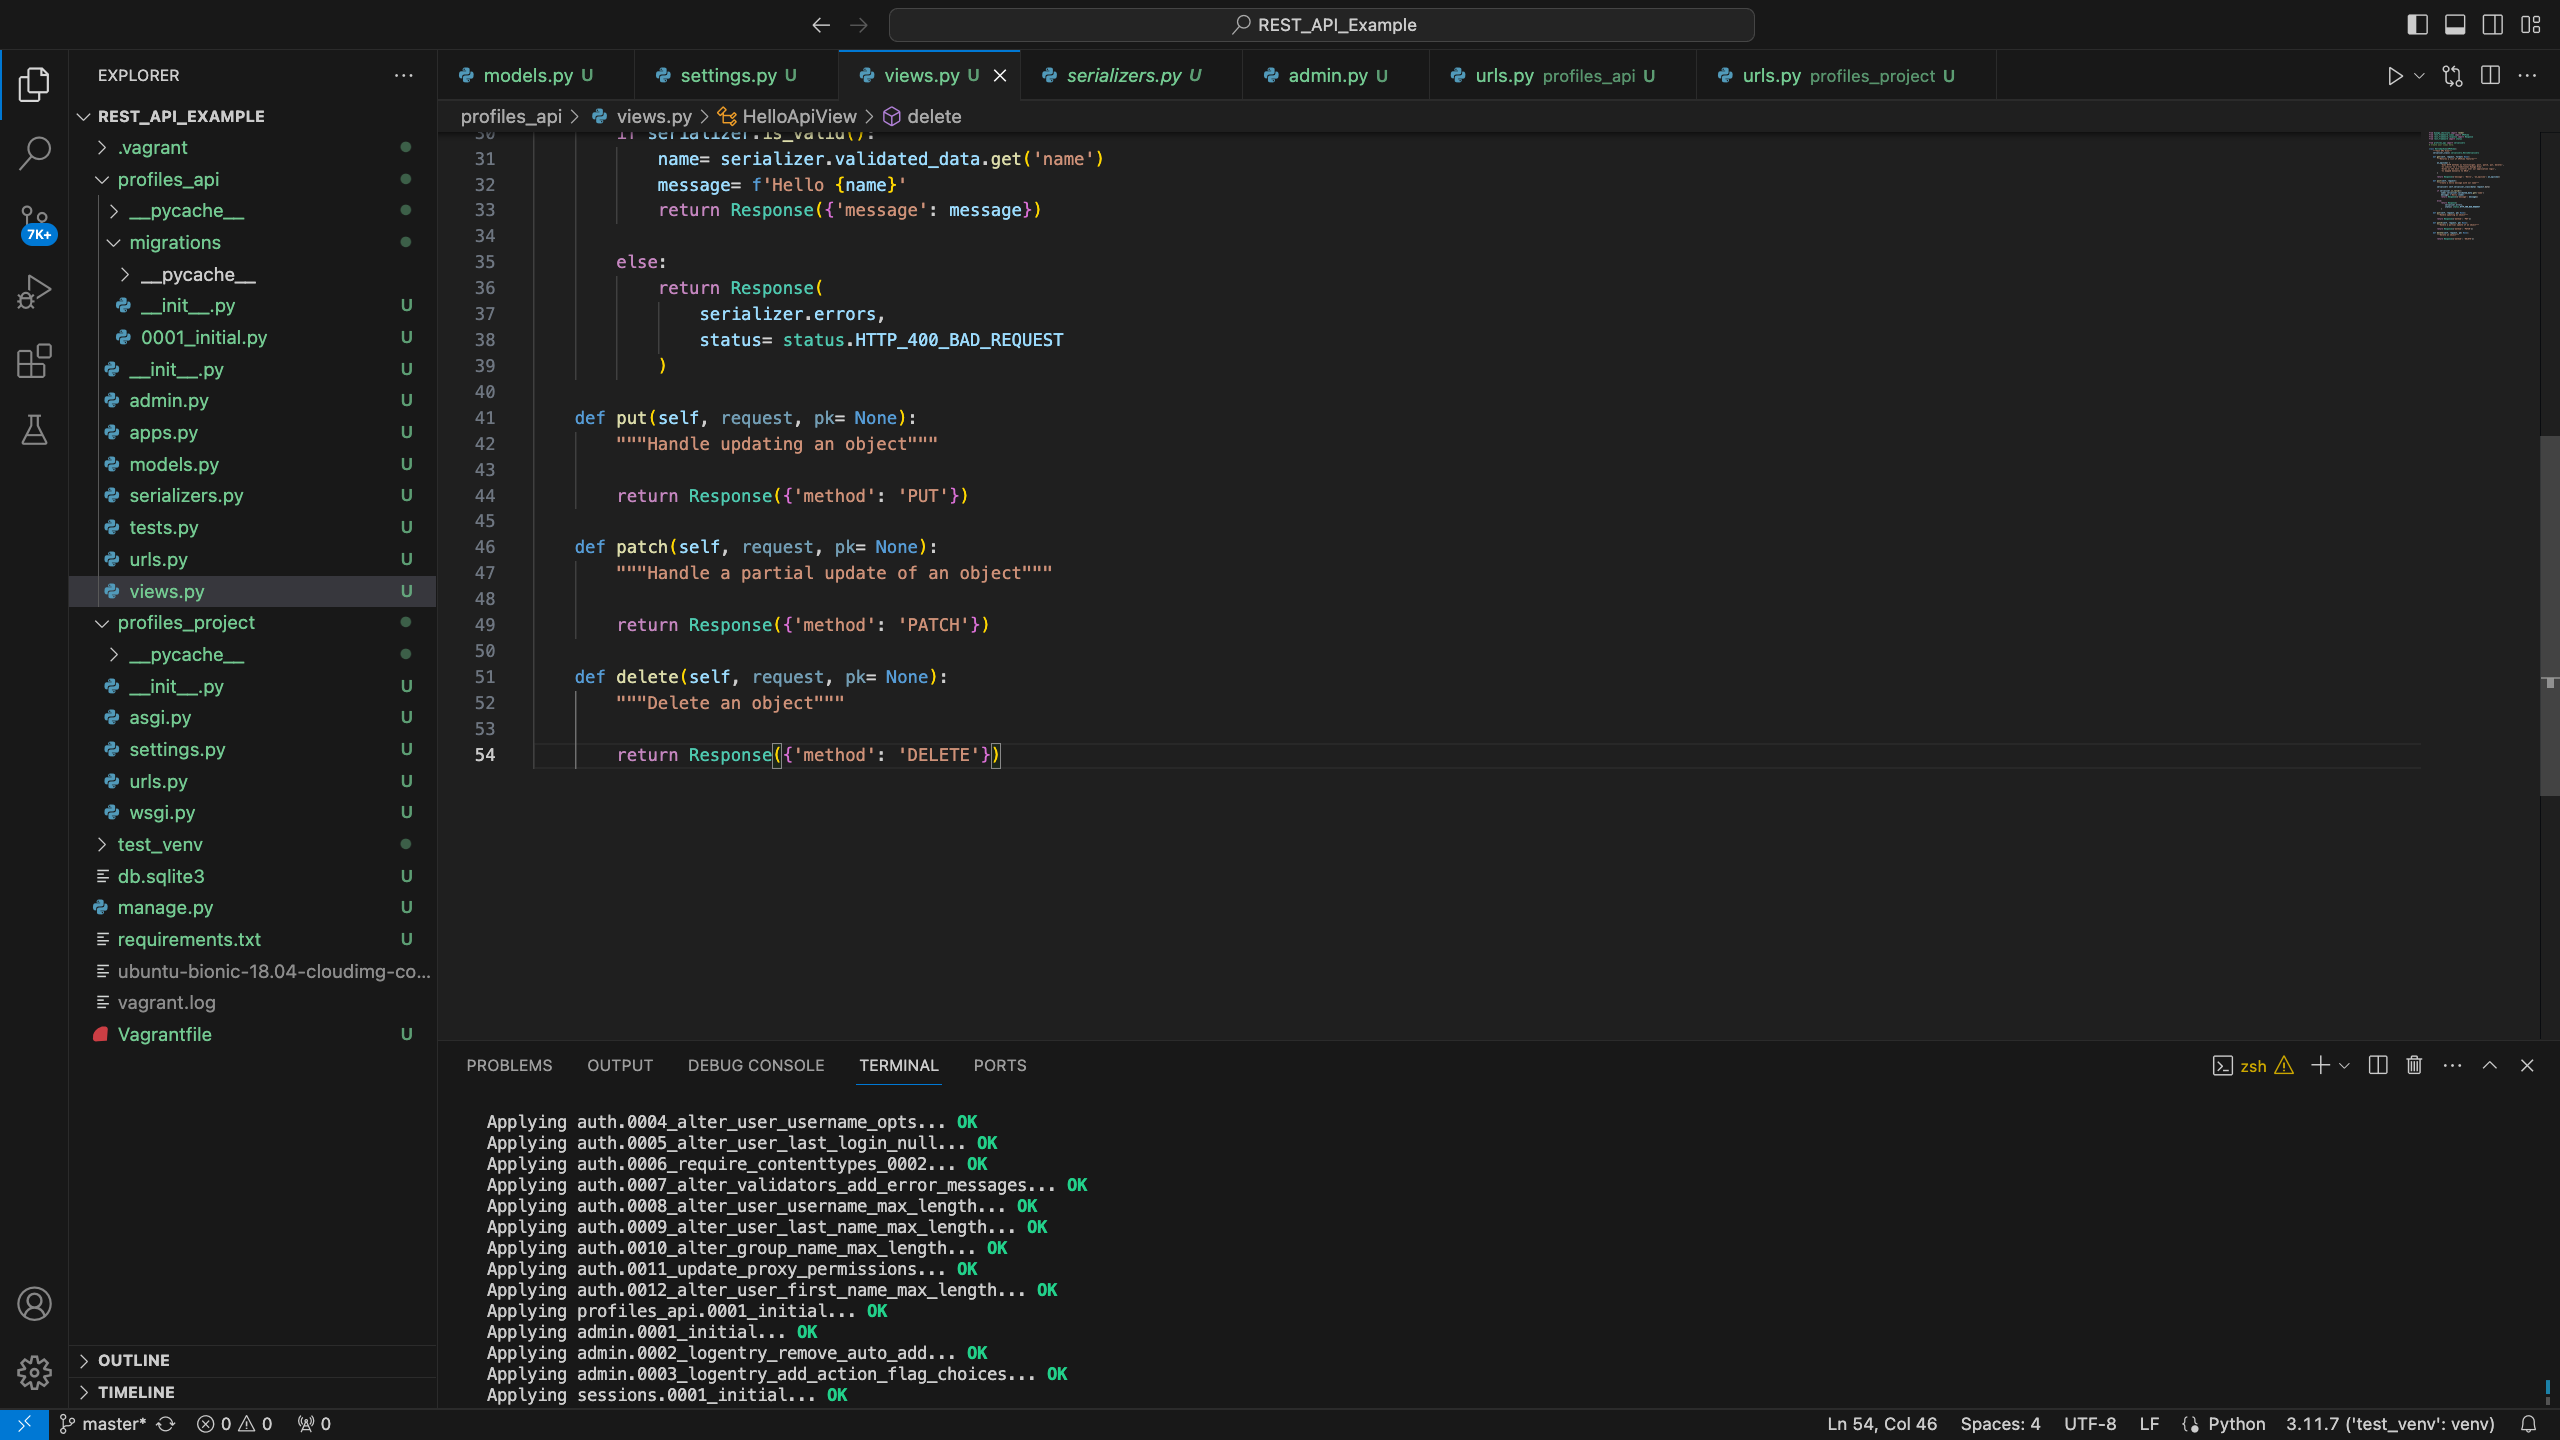 REST_API_Example
EXPLORER
REST_API_EXAMPLE
.vagrant
profiles_api
__pycache__
migrations
__pycache__
__init__.py U
0001_initial.py U
__init__.py U
admin.py U
apps.py U
models.py U
serializers.py U
tests.py U
urls.py U
views.py U
profiles_project
__pycache__
__init__.py U
asgi.py U
settings.py U
urls.py U
wsgi.py U
test_venv
db.sqlite3 U
manage.py U
requirements.txt U
ubuntu-bionic-18.04-cloudimg-co...
vagrant.log
Vagrantfile U
OUTLINE
TIMELINE
7K+
models.py U settings.py U views.py U serializers.py U admin.py U urls.py profiles_api U urls.py profiles_project U
profiles_api > views.py > HelloApiView > delete
30 if serializer.is_valid():
31 name= serializer.validated_data.get('name')
32 message= f'Hello {name}'
33 return Response({'message': message})
34
35 else:
36 return Response(
37 serializer.errors,
38 status= status.HTTP_400_BAD_REQUEST
39 )
40
41 def put(self, request, pk= None):
42 """Handle updating an object"""
43
44 return Response({'method': 'PUT'})
45
46 def patch(self, request, pk= None):
47 """Handle a partial update of an object"""
48
49 return Response({'method': 'PATCH'})
50
51 def delete(self, request, pk= None):
52 """Delete an object"""
53
54 return Response({'method': 'DELETE'})
PROBLEMS OUTPUT DEBUG CONSOLE TERMINAL PORTS
zsh
Applying auth.0004_alter_user_username_opts... OK
Applying auth.0005_alter_user_last_login_null... OK
Applying auth.0006_require_contenttypes_0002... OK
Applying auth.0007_alter_validators_add_error_messages... OK
Applying auth.0008_alter_user_username_max_length... OK
Applying auth.0009_alter_user_last_name_max_length... OK
Applying auth.0010_alter_group_name_max_length... OK
Applying auth.0011_update_proxy_permissions... OK
Applying auth.0012_alter_user_first_name_max_length... OK
Applying profiles_api.0001_initial... OK
Applying admin.0001_initial... OK
Applying admin.0002_logentry_remove_auto_add... OK
Applying admin.0003_logentry_add_action_flag_choices... OK
Applying sessions.0001_initial... OK
master* 0 0 0 Ln 54, Col 46 Spaces: 4 UTF-8 LF Python 3.11.7 ('test_venv': venv)